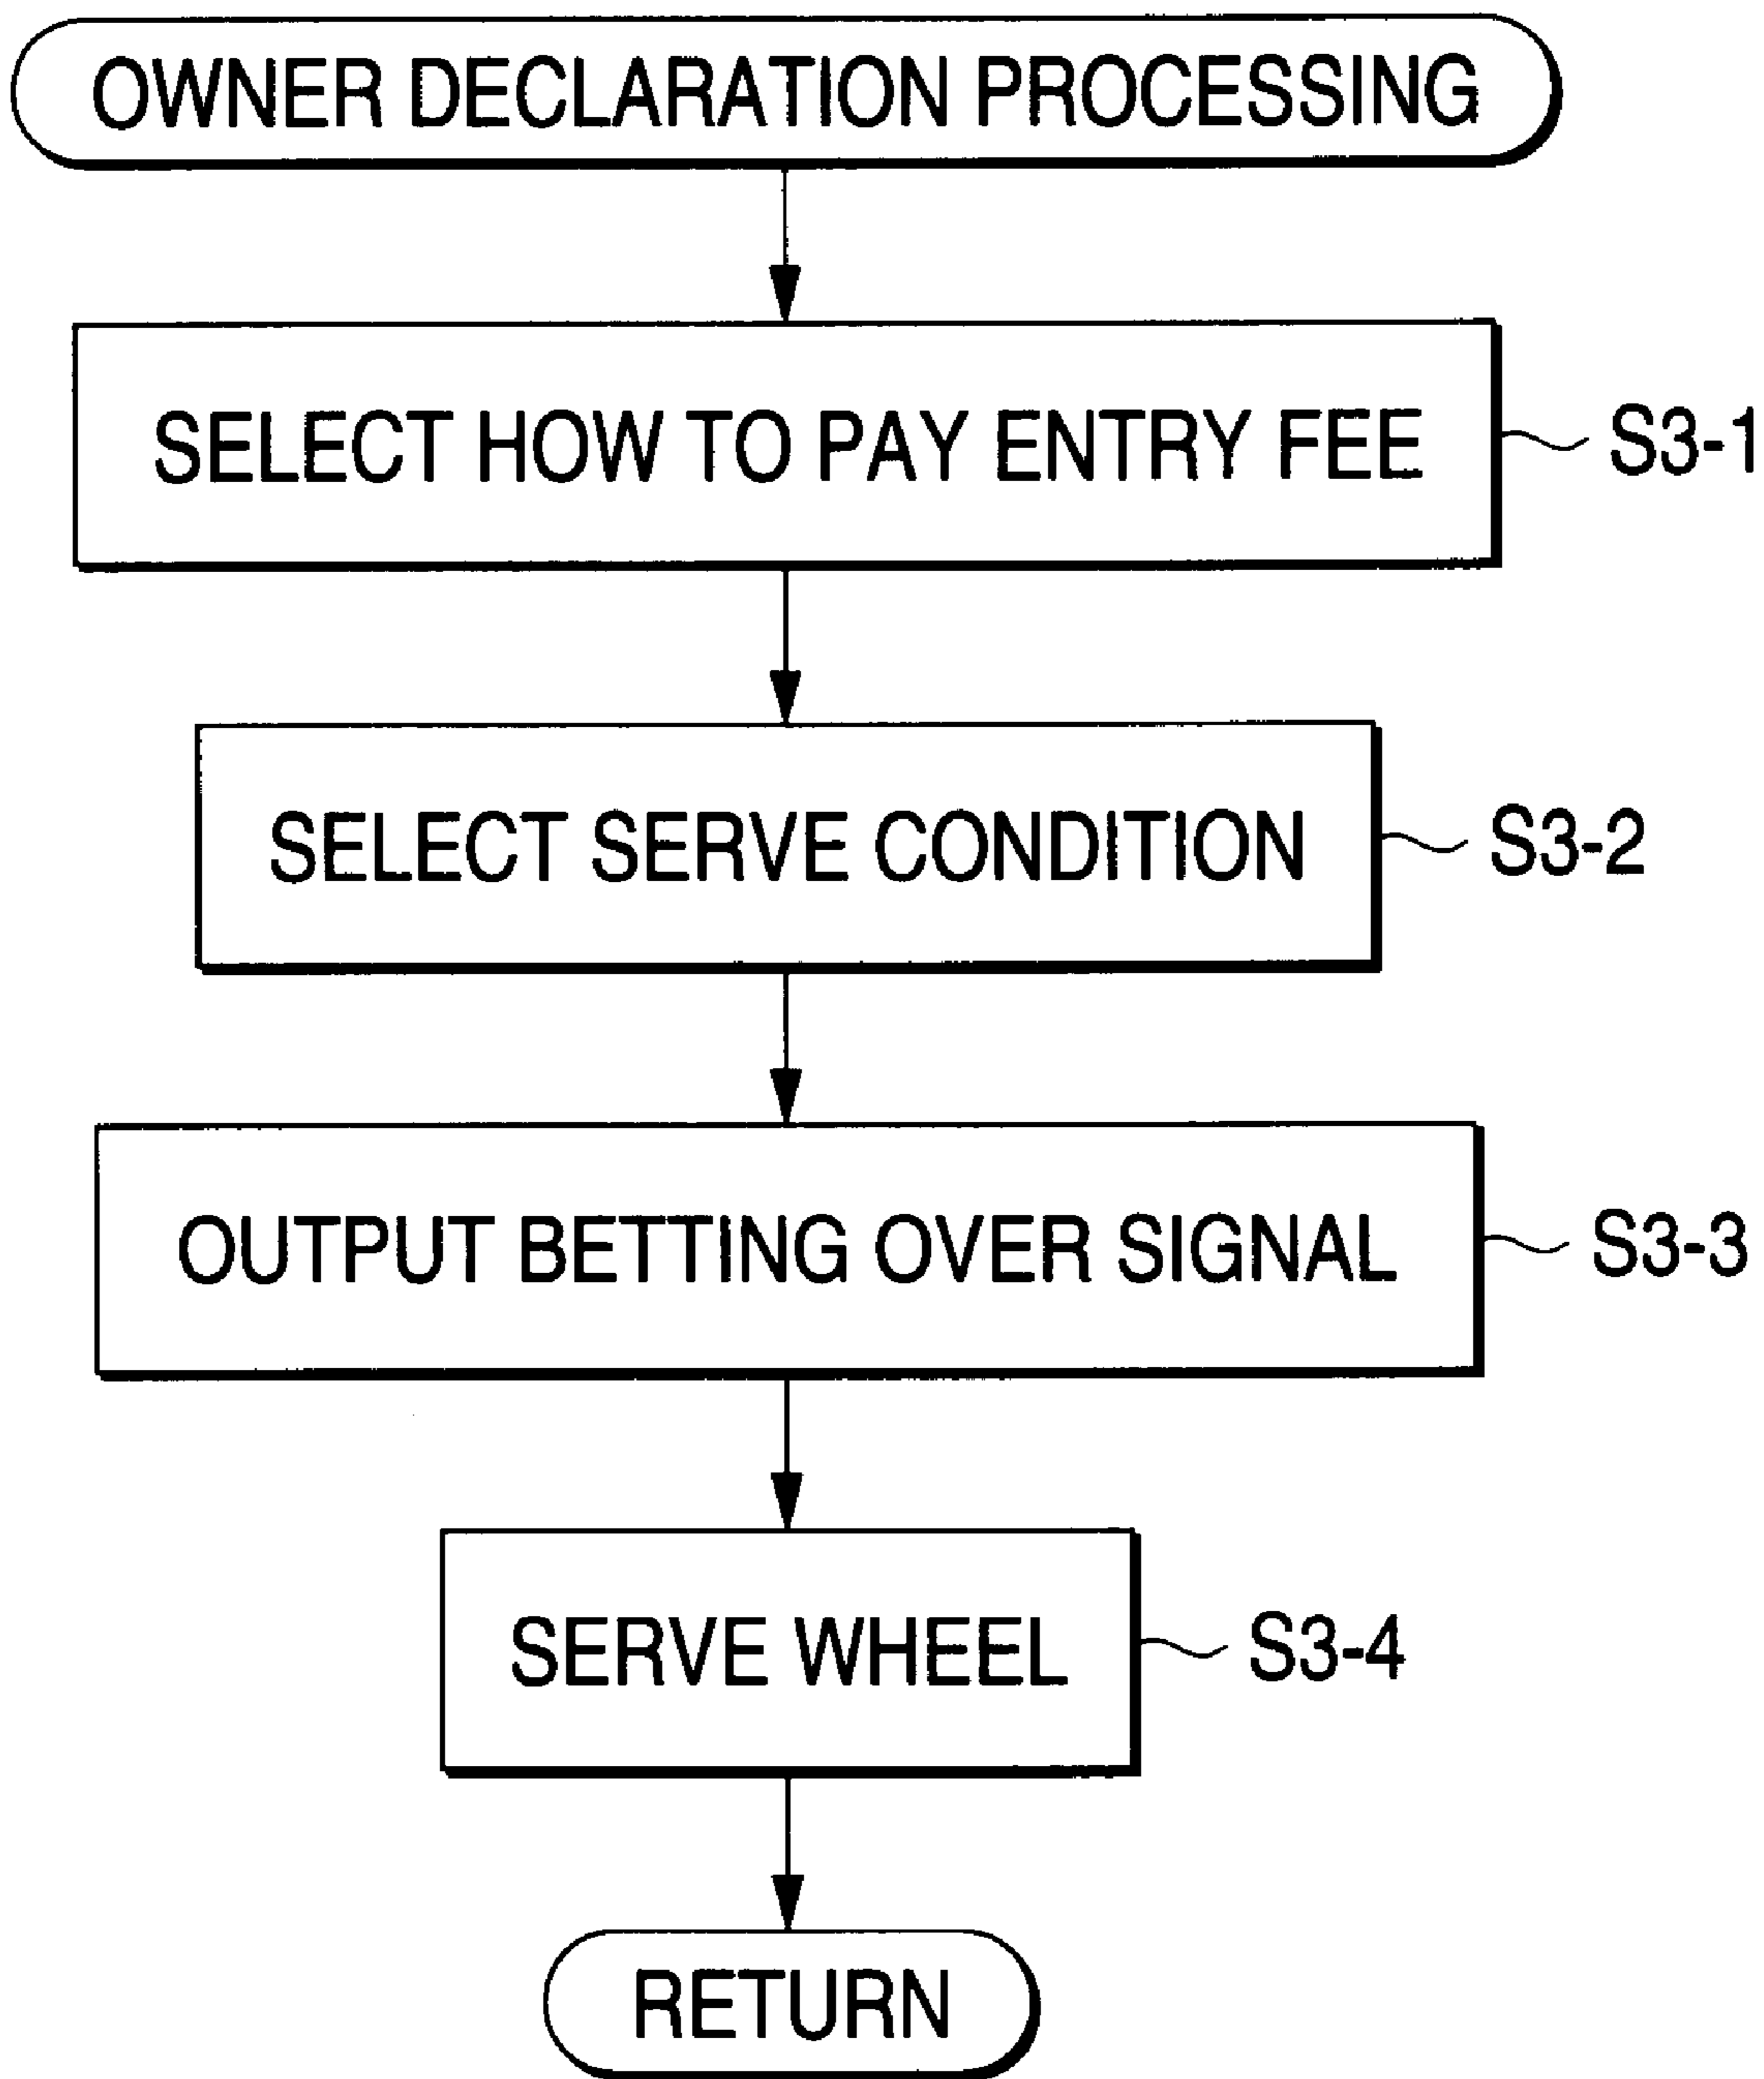 OWNER DECLARATION PROCESSING
SELECT HOW TO PAY ENTRY FEE
S3-1
SELECT SERVE CONDITION
S3-2
OUTPUT BETTING OVER SIGNAL
S3-3
SERVE WHEEL
S3-4
RETURN